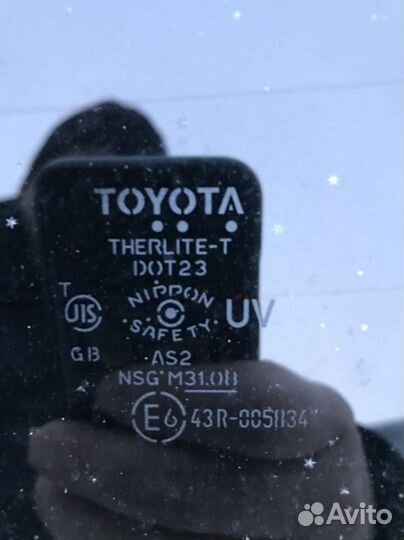 TOYOTA
THERLITE-T
DOT23
T
JIS
NIPPON
SAFETY
UV
GB
AS2
NSG M31.08
E6 43R-005834
Avito